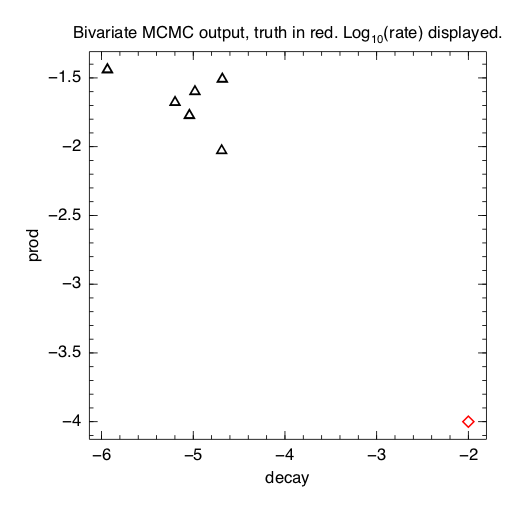 Bivariate MCMC output, truth in red. Log10(rate) displayed.
−1.5
−2
−2.5
−3
−3.5
−4
prod
−6 −5 −4 −3 −2
decay